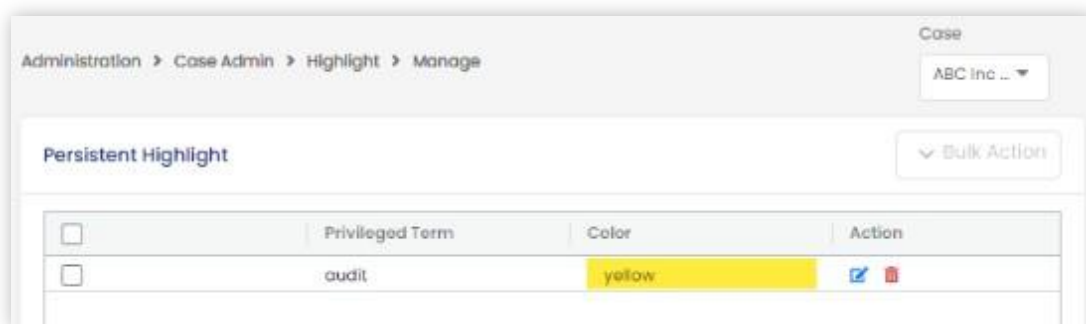 Case
Administration > Case Admin > Highlight > Manage
ABC Inc ...
Persistent Highlight
Bulk Action
Privileged Term Color Action
audit yellow